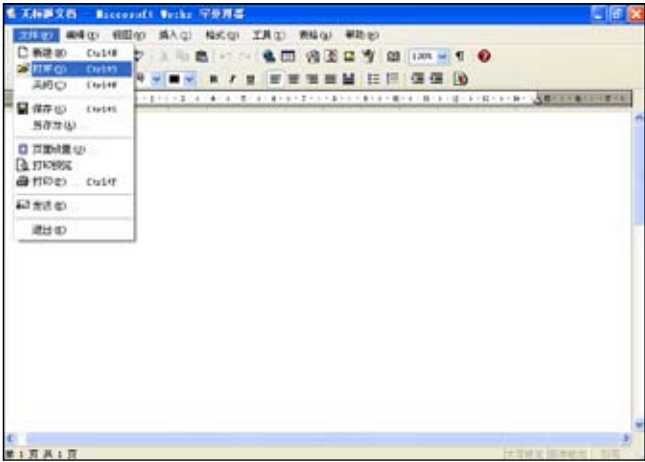 无标题文档 - Microsoft Works 字处理器
文件(F) 编辑(E) 视图(V) 插入(I) 格式(O) 工具(T) 表格(A) 帮助(H)
新建(N) Ctrl+N
打开(O) Ctrl+O
关闭(C) Ctrl+W
保存(S) Ctrl+S
另存为(A)...
页面设置(U)...
打印预览
打印(P)... Ctrl+P
发送(D)...
退出(X)
120%
第 1 页 共 1 页
改写